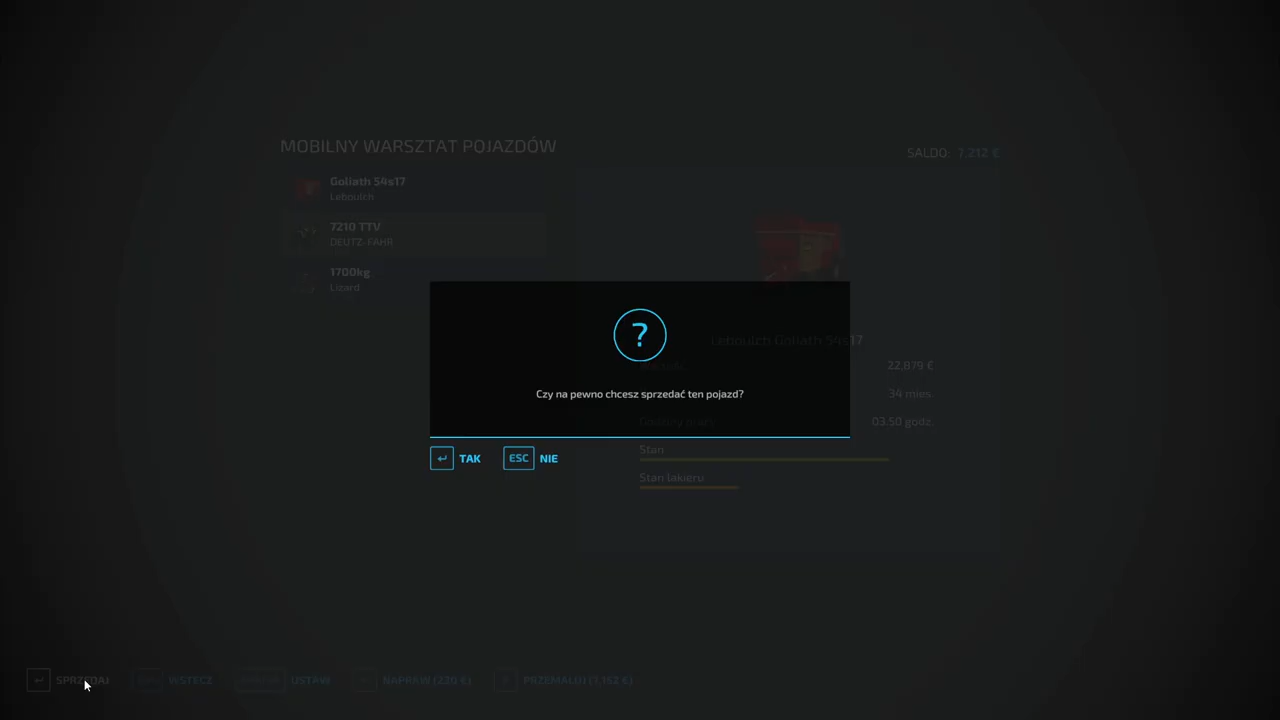 MOBILNY WARSZTAT POJAZDÓW
SALDO: 7,212 €
Goliath 54s17
Leboulch
7210 TTV
DEUTZ-FAHR
1700kg
Lizard
?
Leboulch Goliath 54s17
22,879 €
Czy na pewno chcesz sprzedać ten pojazd?
34 mies.
03.50 godz.
Stan
TAK
ESC NIE
Stan lakieru
SPRZEDAJ
WSTECZ
USTAW
NAPRAW (230 €)
PRZEMALUJ (7,152 €)